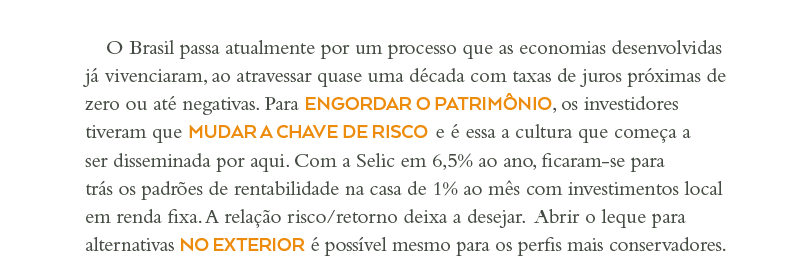 O Brasil passa atualmente por um processo que as economias desenvolvidas
já vivenciaram, ao atravessar quase uma década com taxas de juros próximas de
zero ou até negativas. Para ENGORDAR O PATRIMÔNIO, os investidores
tiveram que MUDAR A CHAVE DE RISCO e é essa a cultura que começa a
ser disseminada por aqui. Com a Selic em 6,5% ao ano, ficaram-se para
trás os padrões de rentabilidade na casa de 1% ao mês com investimentos local
em renda fixa. A relação risco/retorno deixa a desejar. Abrir o leque para
alternativas NO EXTERIOR é possível mesmo para os perfis mais conservadores.